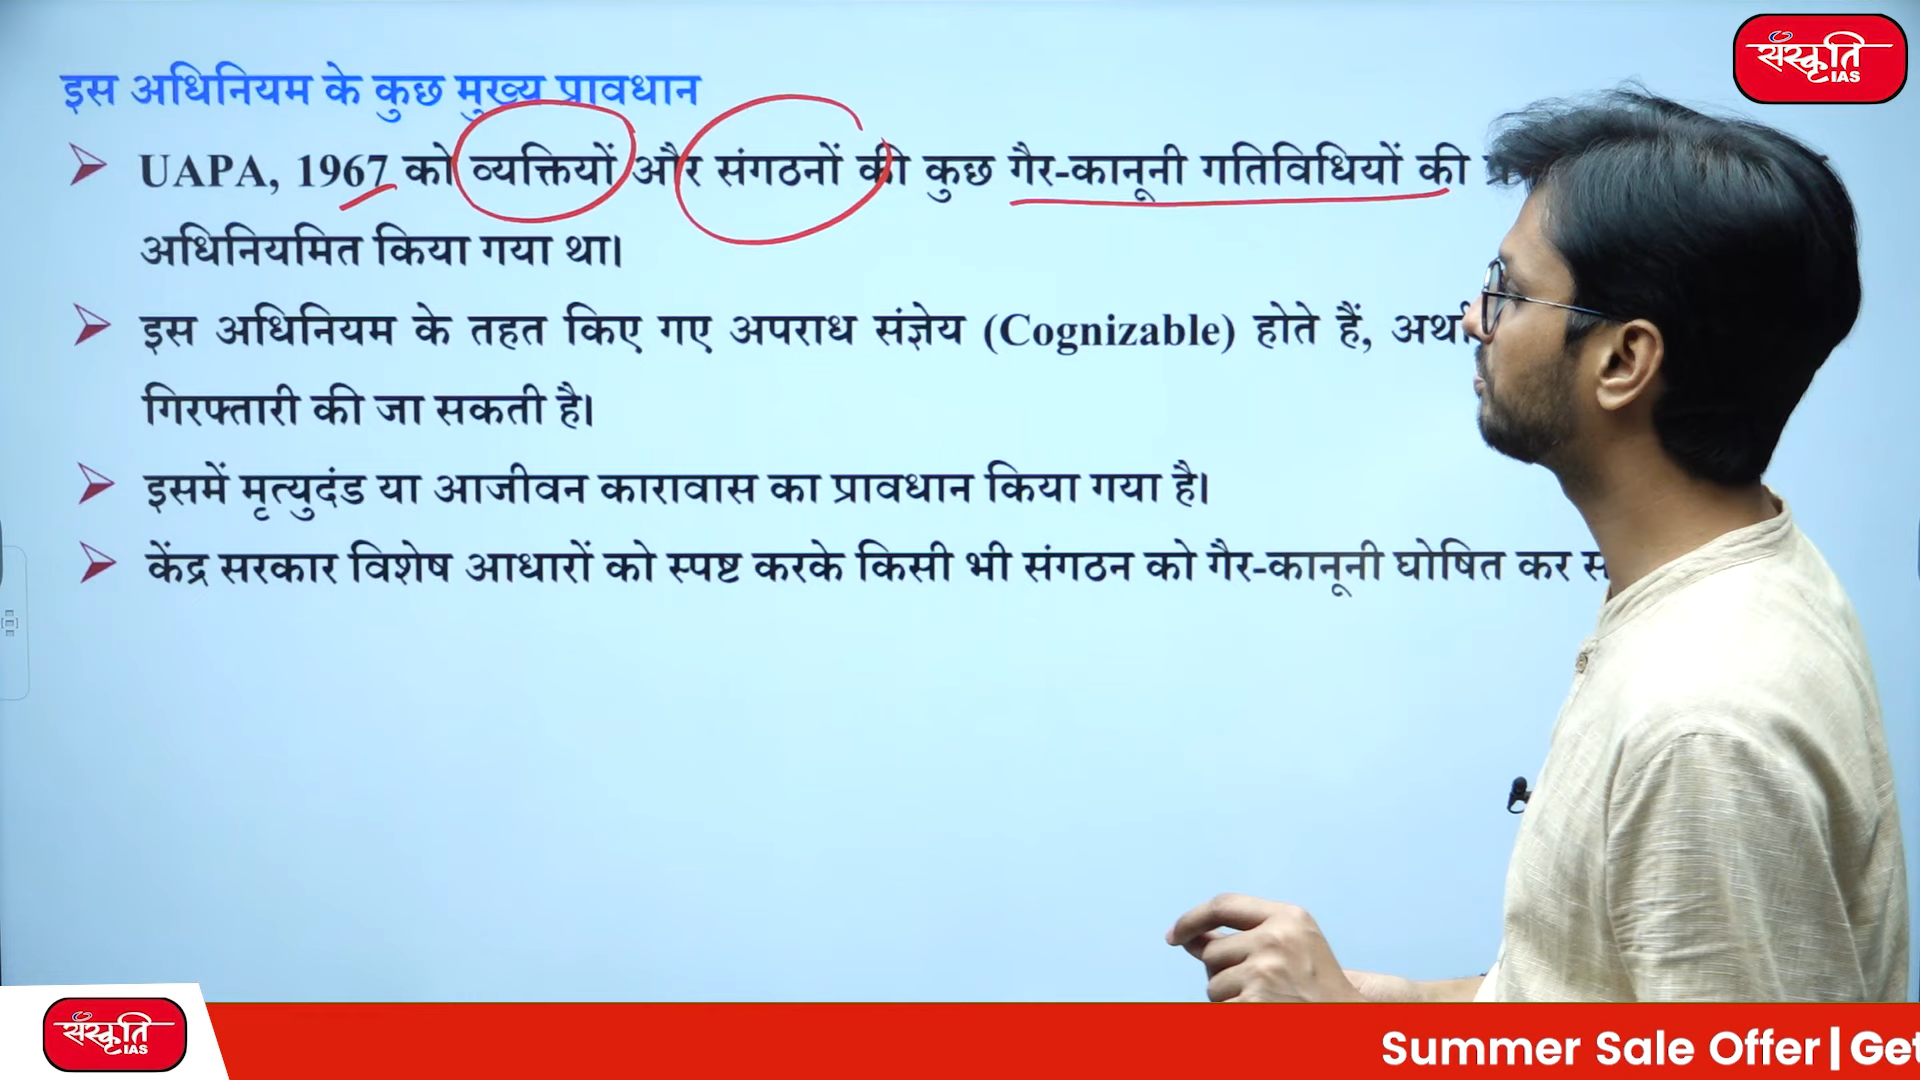 संस्कृति
IAS
इस अधिनियम के कुछ मुख्य प्रावधान
UAPA, 1967 को व्यक्तियों और संगठनों की कुछ गैर-कानूनी गतिविधियों की
अधिनियमित किया गया था।
इस अधिनियम के तहत किए गए अपराध संज्ञेय (Cognizable) होते हैं,
गिरफ्तारी की जा सकती है।
इसमें मृत्युदंड या आजीवन कारावास का प्रावधान किया गया है।
केंद्र सरकार विशेष आधारों को स्पष्ट करके किसी भी संगठन को गैर-कानूनी घोषित कर
संस्कृति
IAS
Summer Sale Offer | Get